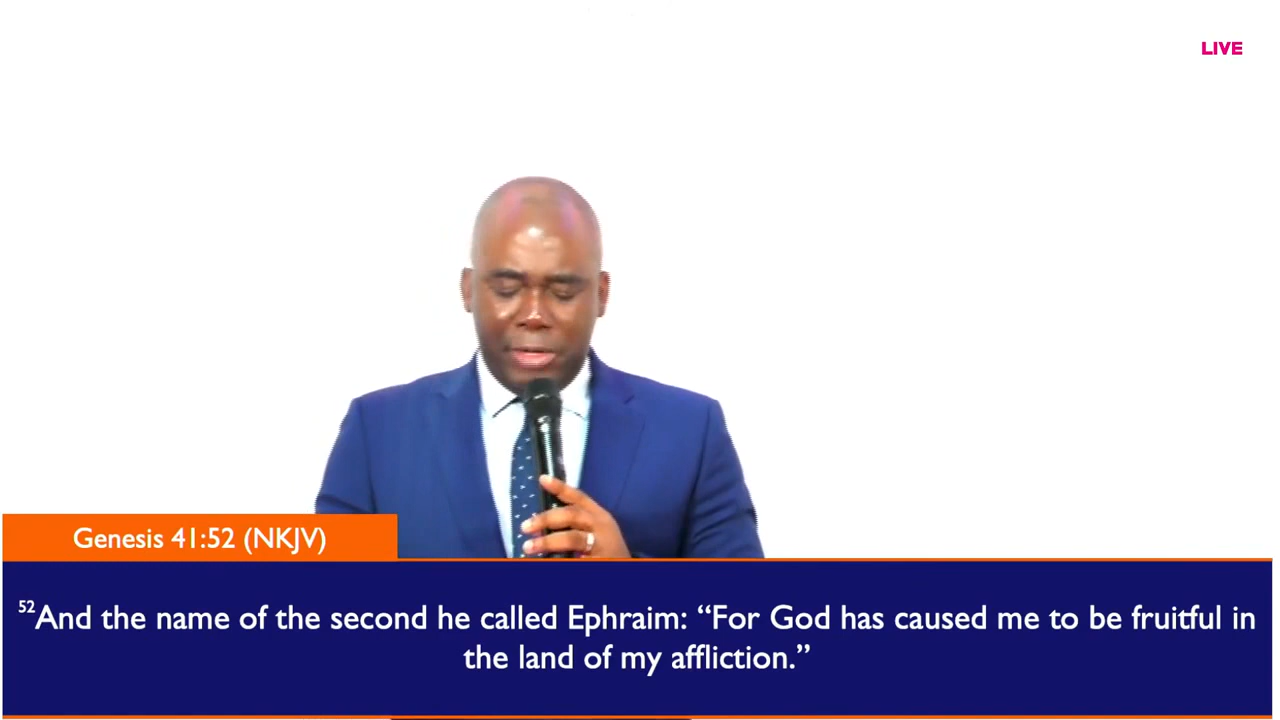 LIVE
Genesis 41:52 (NKJV)
52And the name of the second he called Ephraim: “For God has caused me to be fruitful in
the land of my affliction.”